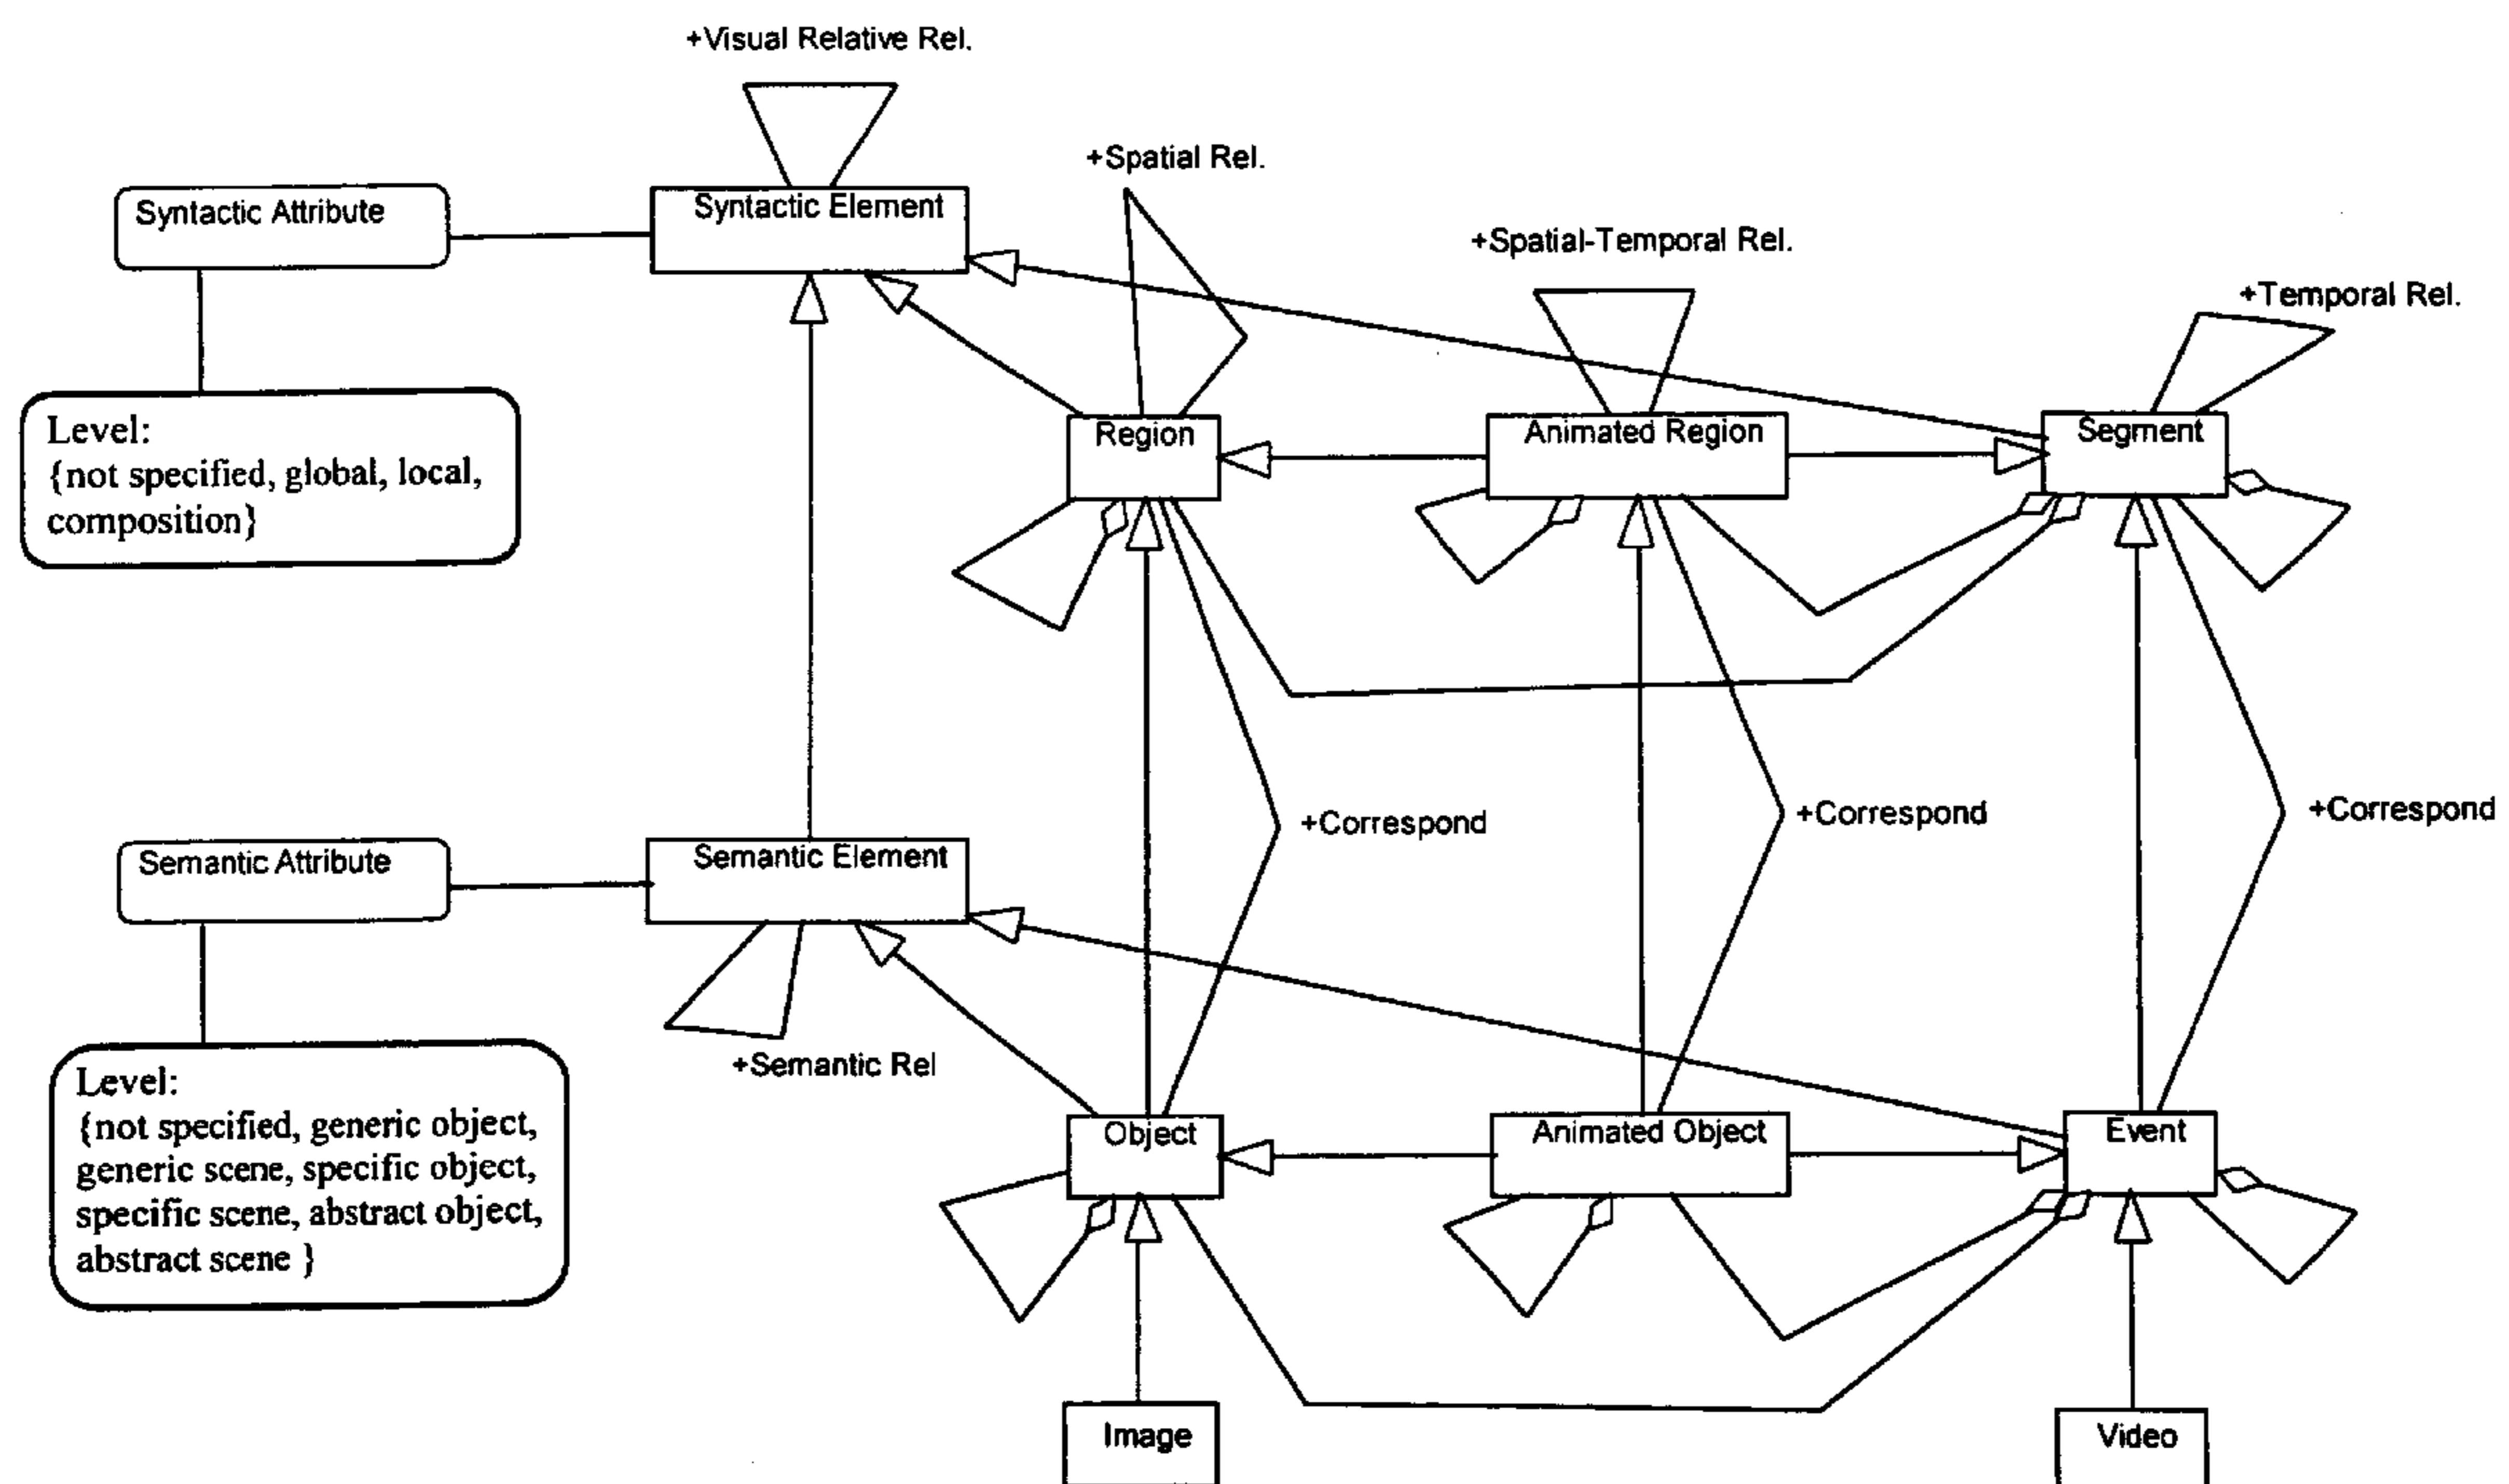 +Visual Relative Rel.
+Spatial Rel.
Syntactic Attribute
Syntactic Element
+Spatial-Temporal Rel.
+Temporal Rel.
Level:
{not specified, global, local,
composition}
Region
Animated Region
Segment
+Correspond
+Correspond
+Correspond
Semantic Attribute
Semantic Element
+Semantic Rel
Level:
{not specified, generic object,
generic scene, specific object,
specific scene, abstract object,
abstract scene }
Object
Animated Object
Event
Image
Video